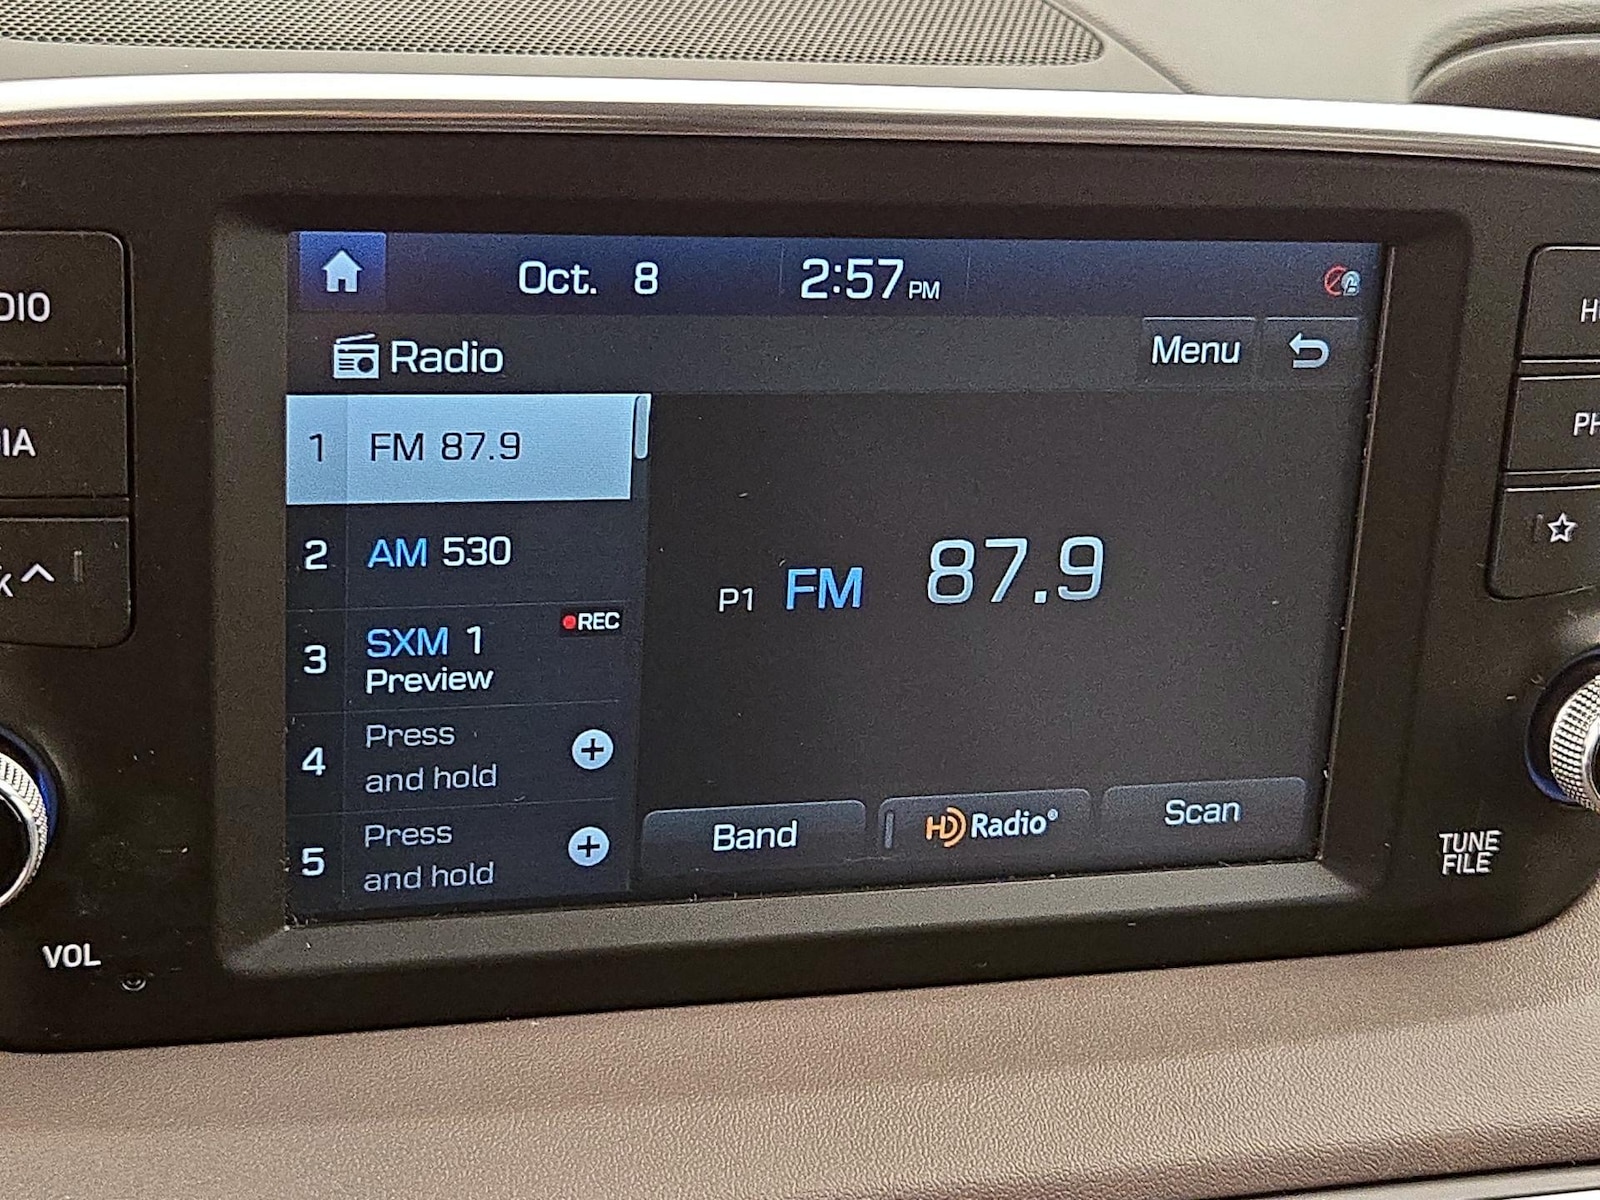 Oct. 8 2:57 PM
Radio
Menu
1 FM 87.9
2 AM 530
REC
3 SXM 1
Preview
4 Press
and hold
5 Press
and hold
P1 FM 87.9
Band
HD Radio®
Scan
VOL
TUNE
FILE